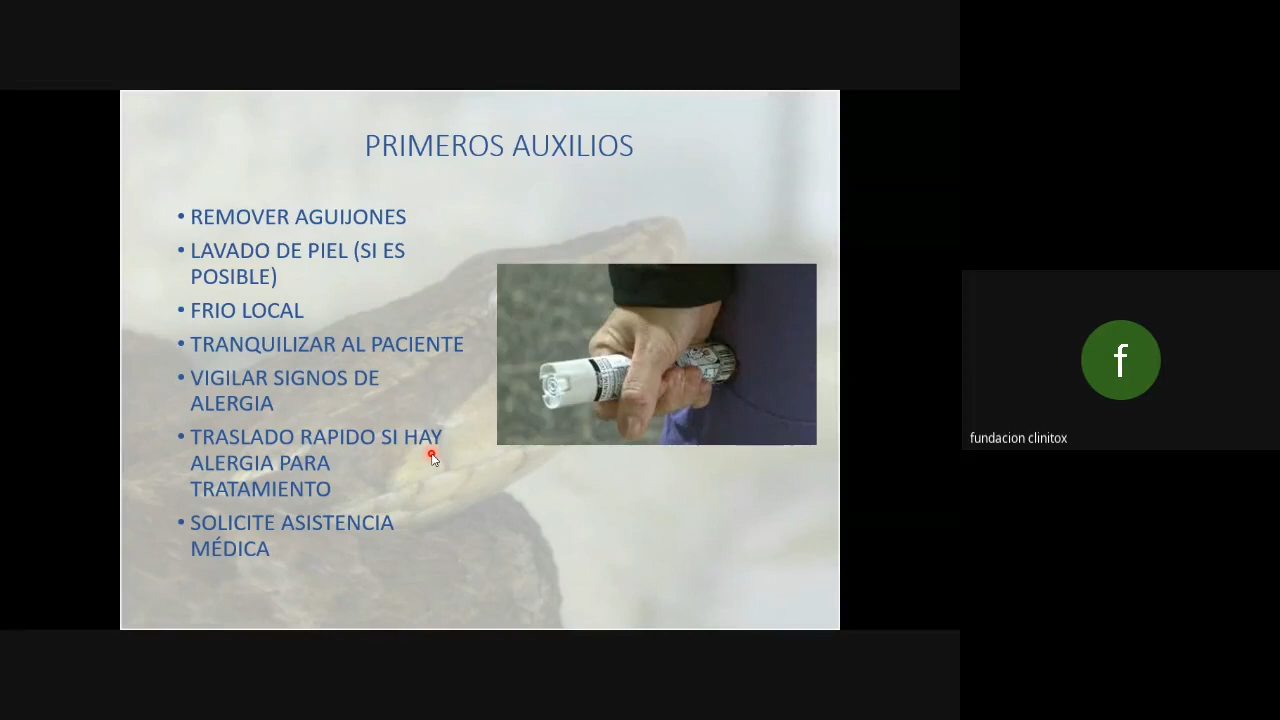 PRIMEROS AUXILIOS
• REMOVER AGUIJONES
• LAVADO DE PIEL (SI ES
POSIBLE)
• FRIO LOCAL
• TRANQUILIZAR AL PACIENTE
• VIGILAR SIGNOS DE
ALERGIA
• TRASLADO RAPIDO SI HAY
ALERGIA PARA
TRATAMIENTO
• SOLICITE ASISTENCIA
MÉDICA
f
fundacion clinitox